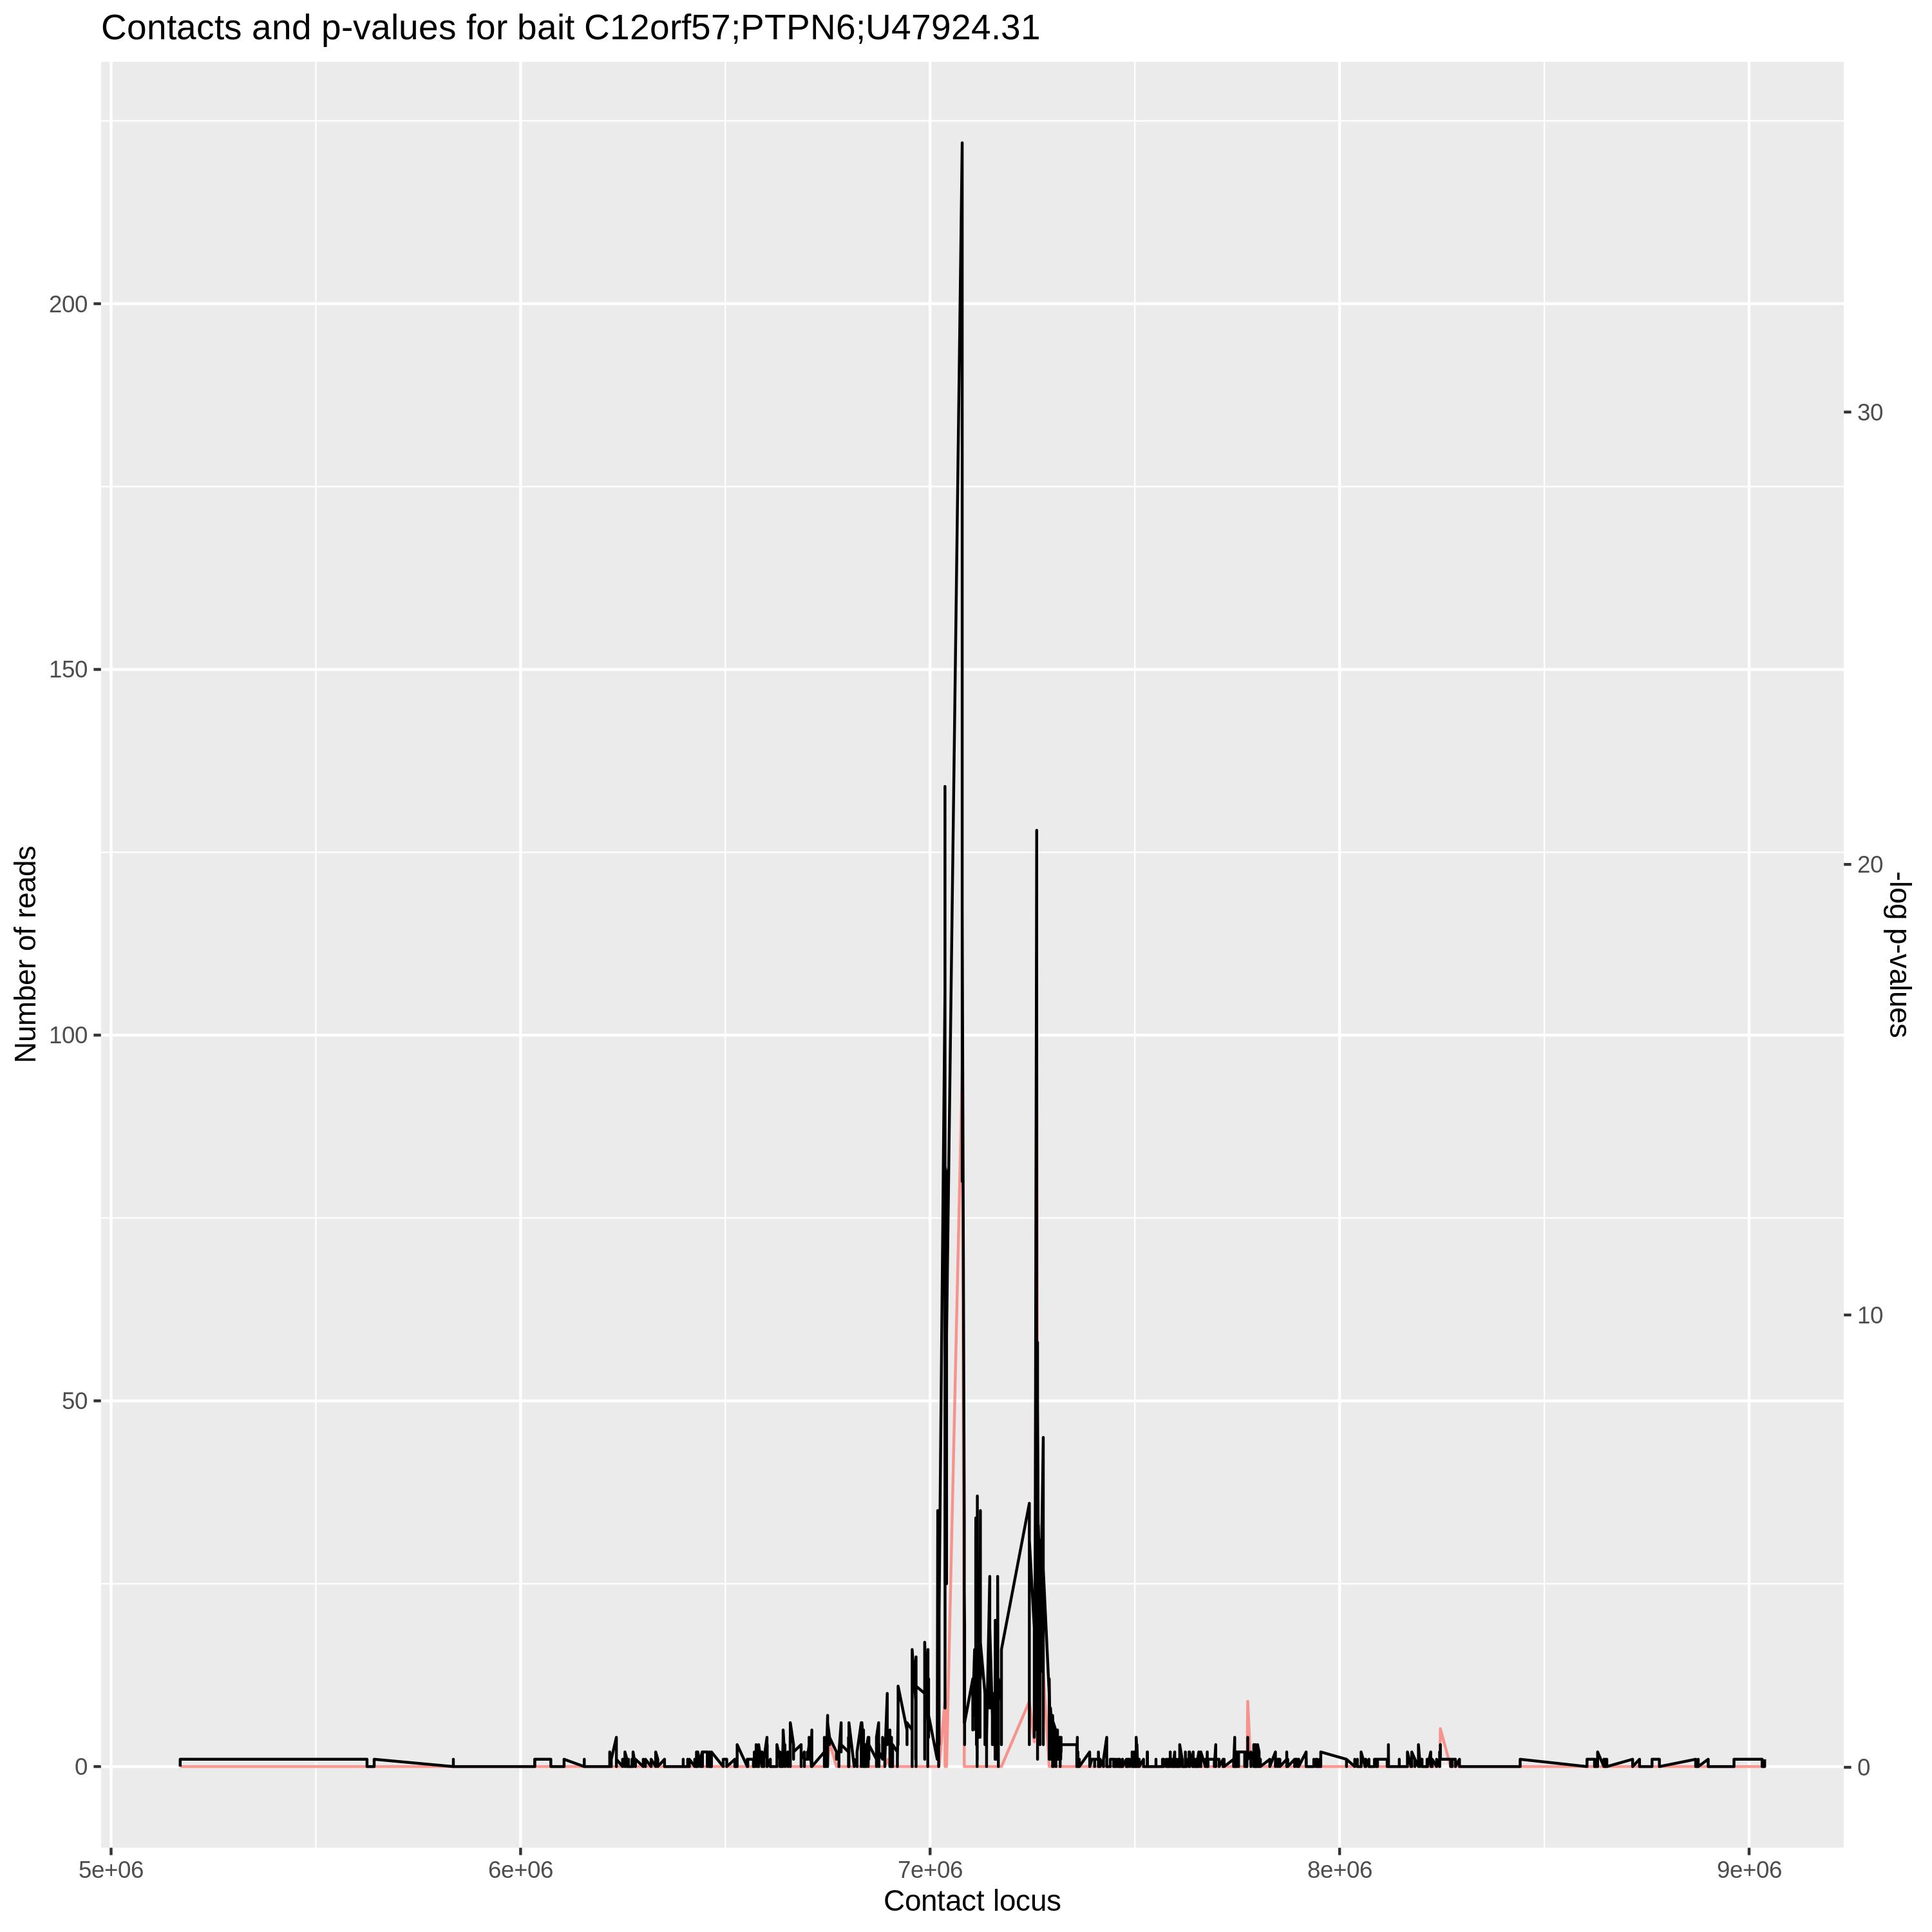 Contacts and p-values for bait C12orf57;PTPN6;U47924.31
200
150
100
50
0
Number of reads
30
20
10
0
-log p-values
5e+06
6e+06
7e+06
8e+06
9e+06
Contact locus